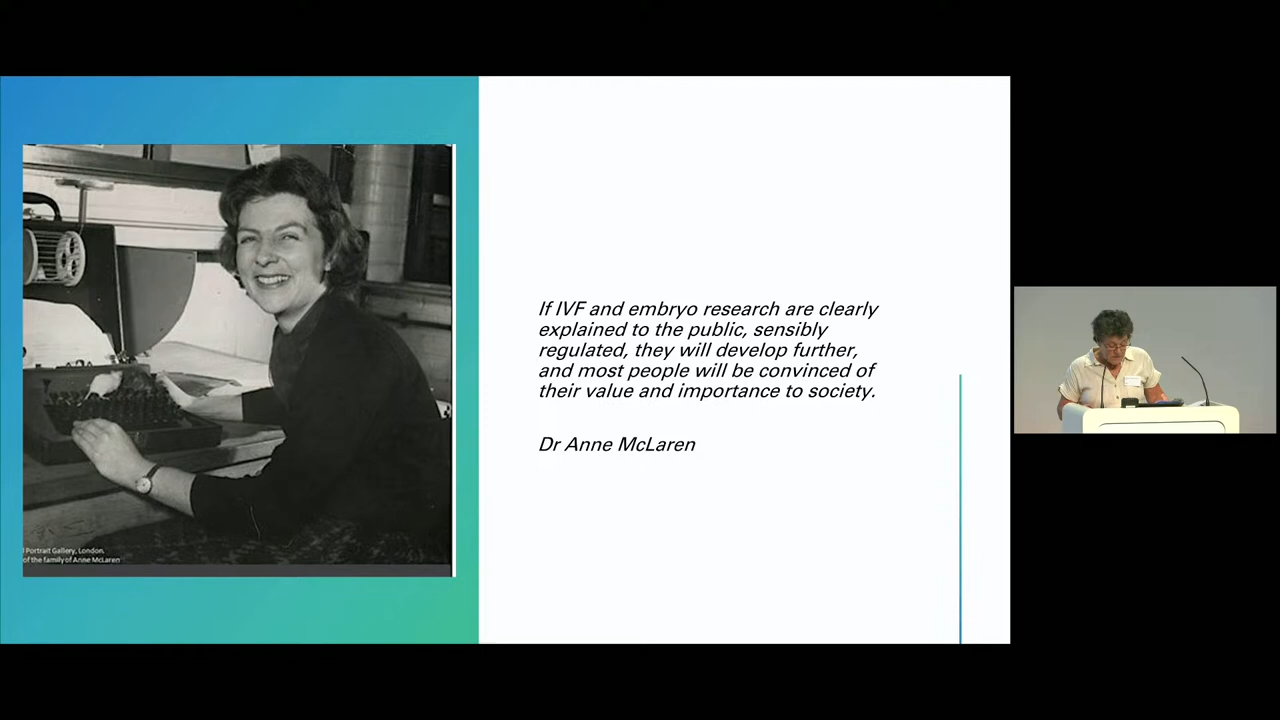 Portrait Gallery, London.
of the family of Anne McLaren
If IVF and embryo research are clearly
explained to the public, sensibly
regulated, they will develop further,
and most people will be convinced of
their value and importance to society.
Dr Anne McLaren